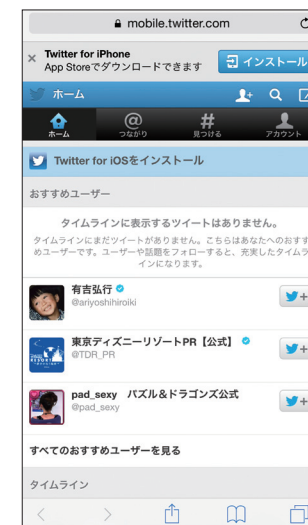 mobile.twitter.com
Twitter for iPhone
App Storeでダウンロードできます
インストール
ホーム
ホーム
つながり
見つける
アカウント
Twitter for iOSをインストール
おすすめユーザー
タイムラインに表示するツイートはありません。
タイムラインにまだツイートがありません。こちらはあなたへのおすす
めユーザーです。ユーザーや話題をフォローすると、充実したタイムラ
インになります。
有吉弘行
@ariyoshihiroiki
東京ディズニーリゾートPR【公式】
@TDR_PR
pad_sexy パズル&ドラゴンズ公式
@pad_sexy
すべてのおすすめユーザーを見る
タイムライン